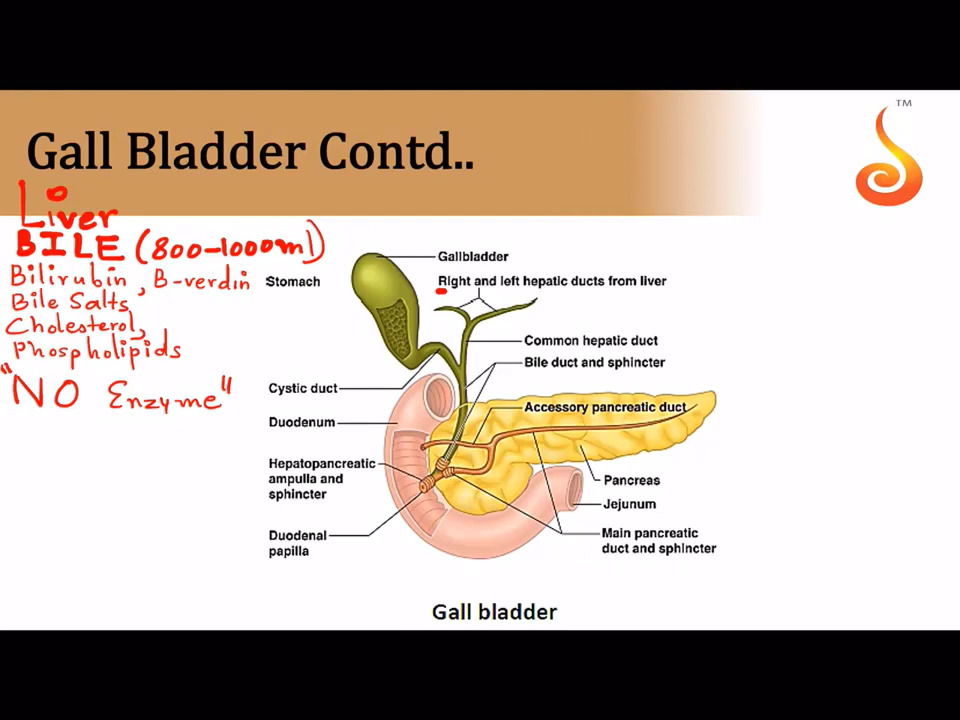 Gall Bladder Contd..
TM
Liver
BILE (800-1000ml)
Bilirubin, B-verdin
Bile Salts
Cholesterol,
Phospholipids
"NO Enzyme"
Stomach
Gallbladder
Right and left hepatic ducts from liver
Common hepatic duct
Bile duct and sphincter
Cystic duct
Accessory pancreatic duct
Duodenum
Hepatopancreatic
ampulla and
sphincter
Pancreas
Jejunum
Duodenal
papilla
Main pancreatic
duct and sphincter
Gall bladder